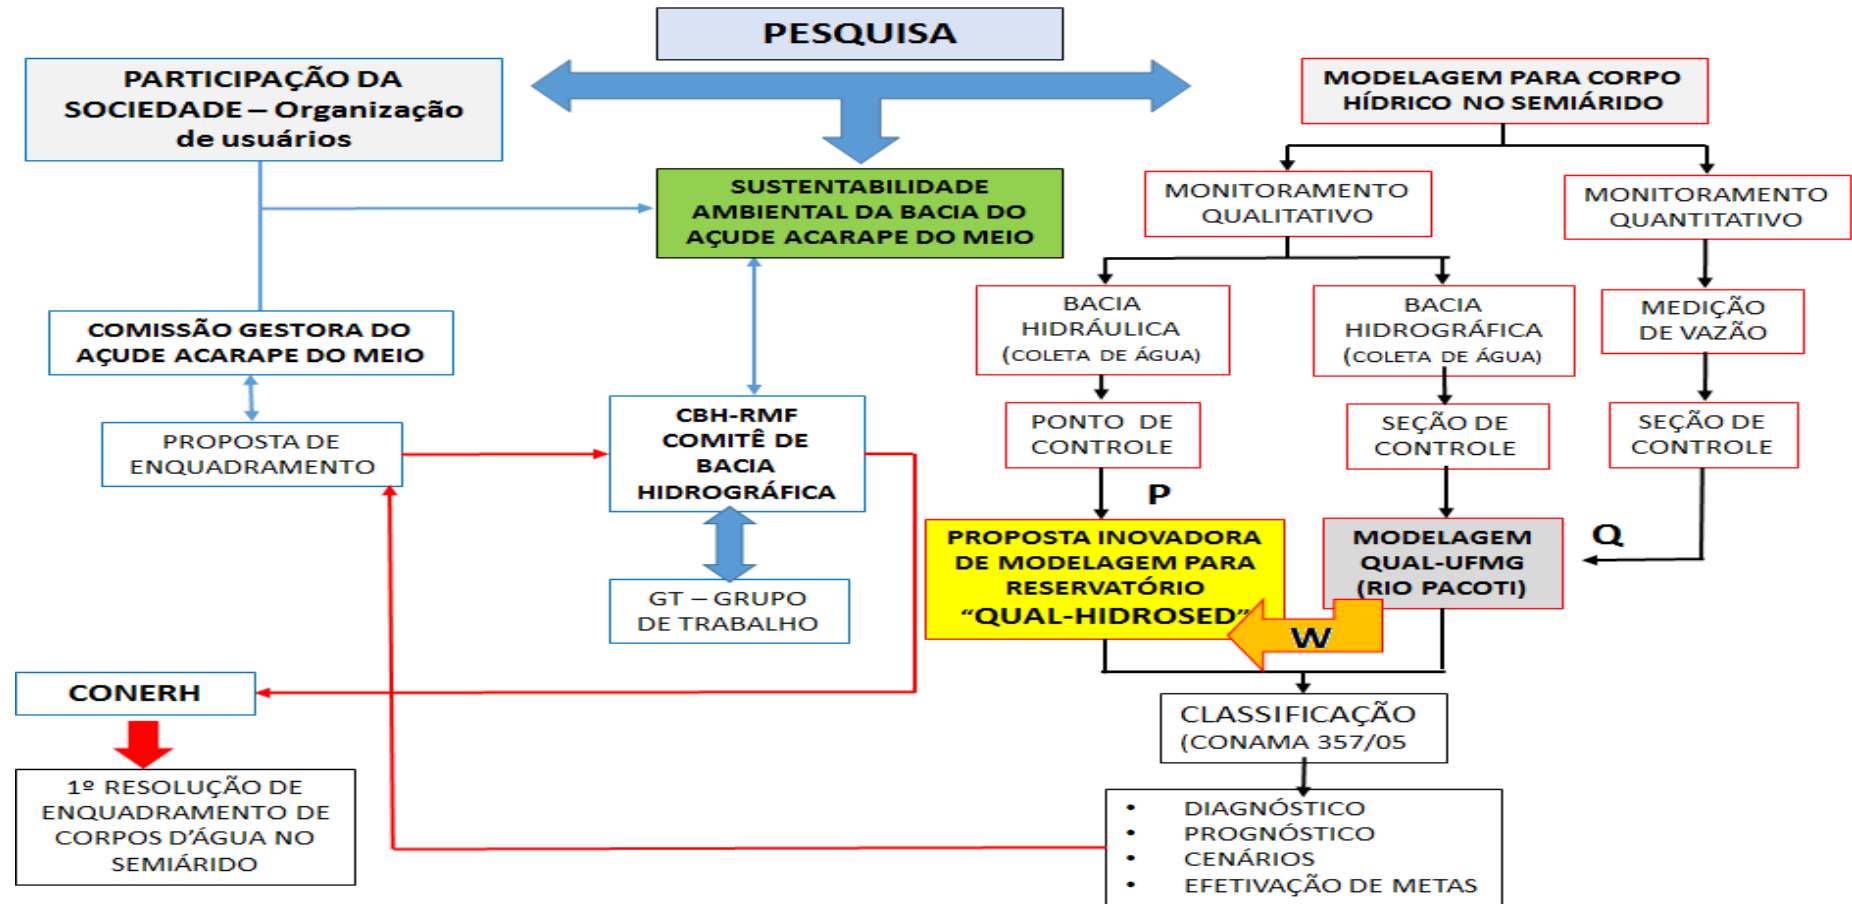 PESQUISA
PARTICIPAÇÃO DA
SOCIEDADE – Organização
de usuários
MODELAGEM PARA CORPO
HÍDRICO NO SEMIÁRIDO
SUSTENTABILIDADE
AMBIENTAL DA BACIA DO
AÇUDE ACARAPE DO MEIO
MONITORAMENTO
QUALITATIVO
MONITORAMENTO
QUANTITATIVO
COMISSÃO GESTORA DO
AÇUDE ACARAPE DO MEIO
BACIA
HIDRÁULICA
(COLETA DE ÁGUA)
BACIA
HIDROGRÁFICA
(COLETA DE ÁGUA)
MEDIÇÃO
DE VAZÃO
PROPOSTA DE
ENQUADRAMENTO
CBH-RMF
COMITÊ DE
BACIA
HIDROGRÁFICA
PONTO DE
CONTROLE
SEÇÃO DE
CONTROLE
SEÇÃO DE
CONTROLE
P
Q
PROPOSTA INOVADORA
DE MODELAGEM PARA
RESERVATÓRIO
“QUAL-HIDROSED”
MODELAGEM
QUAL-UFMG
(RIO PACOTI)
W
GT – GRUPO
DE TRABALHO
CONERH
CLASSIFICAÇÃO
(CONAMA 357/05
1º RESOLUÇÃO DE
ENQUADRAMENTO DE
CORPOS D’ÁGUA NO
SEMIÁRIDO
• DIAGNÓSTICO
• PROGNÓSTICO
• CENÁRIOS
• EFETIVAÇÃO DE METAS